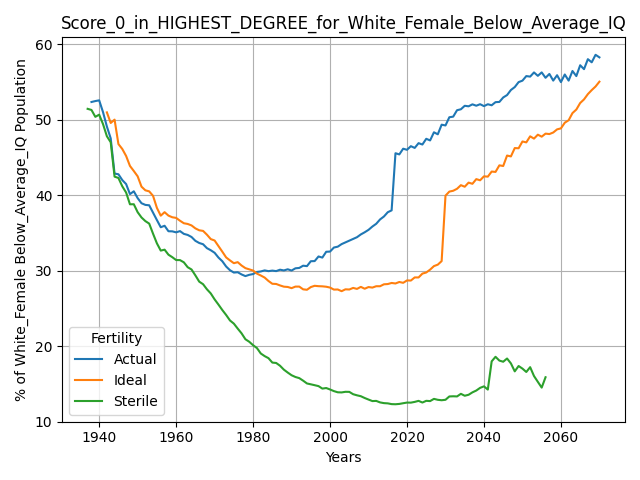 Score_0_in_HIGHEST_DEGREE_for_White_Female_Below_Average_IQ
% of White_Female Below_Average_IQ Population
60
50
40
30
20
10
Fertility
Actual
Ideal
Sterile
1940 1960 1980 2000 2020 2040 2060
Years